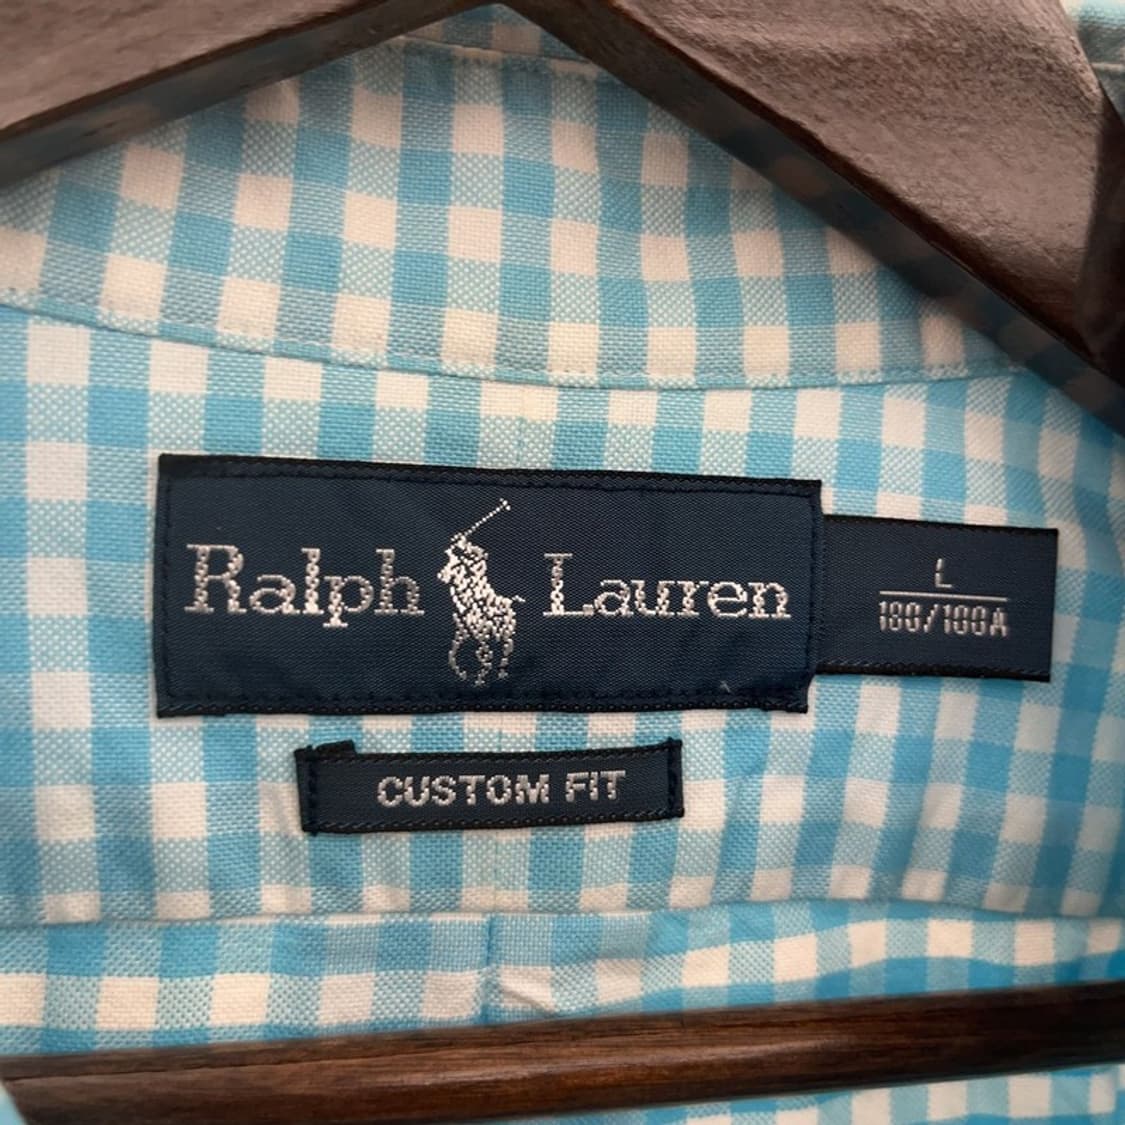 Ralph Lauren
L
180/100A
CUSTOM FIT